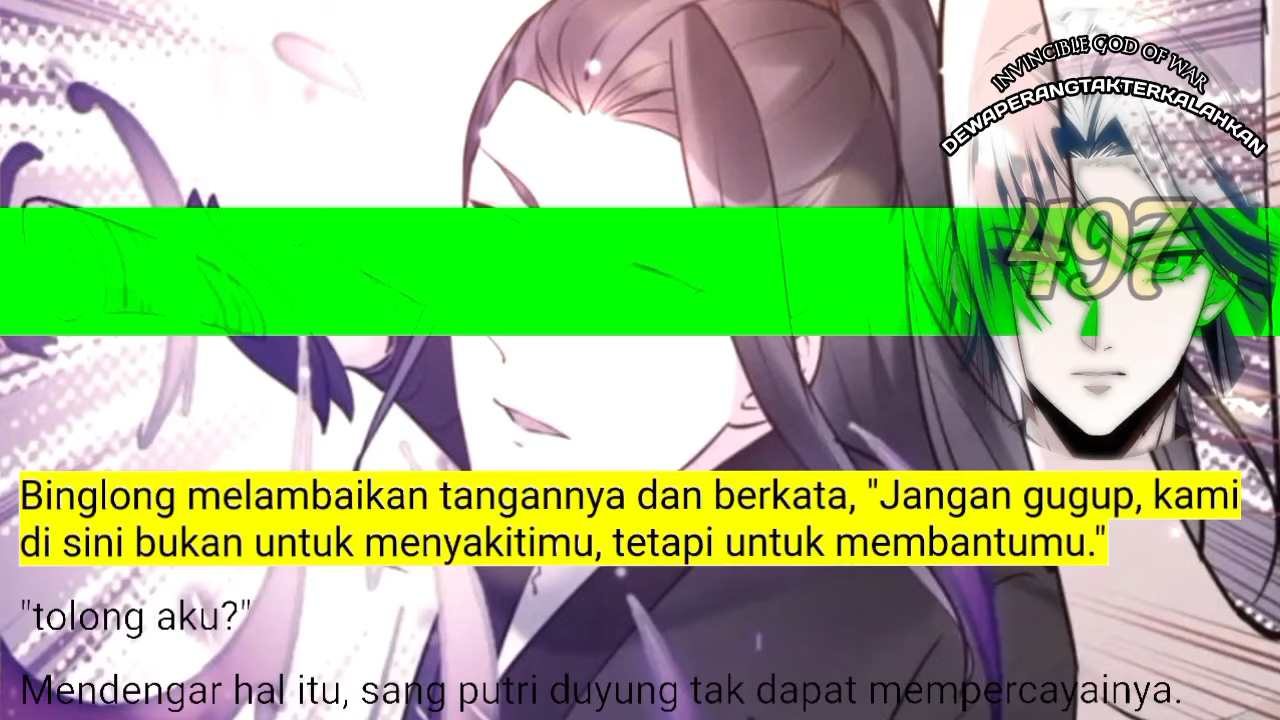 INVINCIBLE GOD OF WAR
DEWAPERANGTAKTERKALAHKAN
497
Binglong melambaikan tangannya dan berkata, "Jangan gugup, kami
di sini bukan untuk menyakitimu, tetapi untuk membantumu."
"tolong aku?"
Mendengar hal itu, sang putri duyung tak dapat mempercayainya.